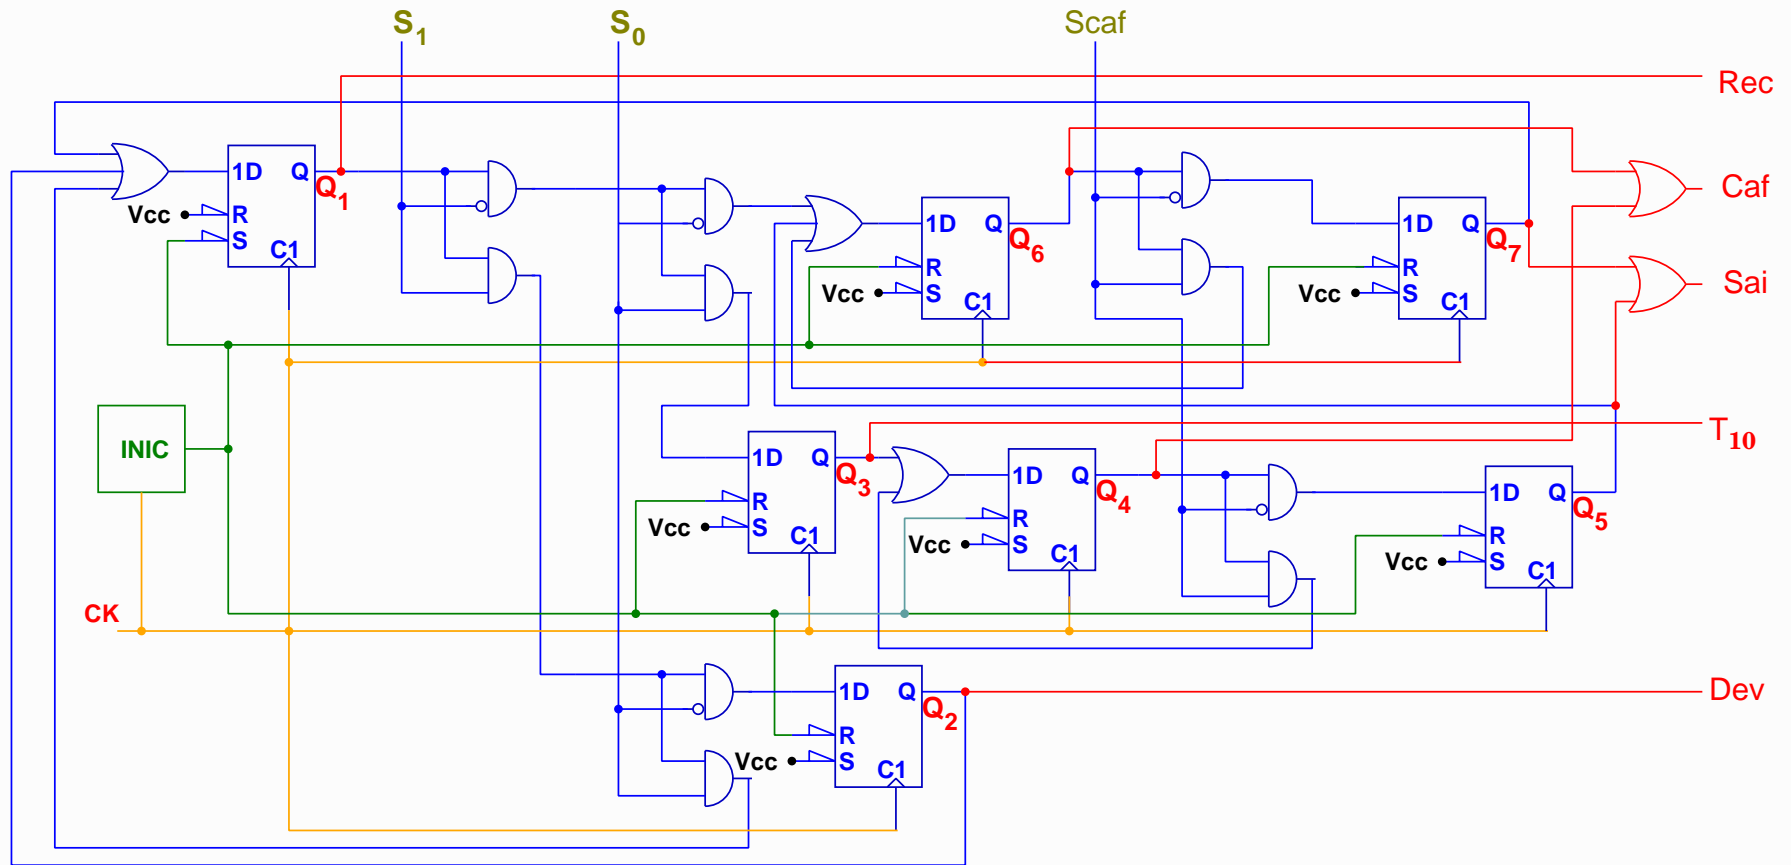 S1 S0 Scaf
Rec
1D Q Q1
Vcc R
S
C1
Caf
1D Q Q6
R
Vcc S
C1
1D Q Q7
R
Vcc S
C1
Sai
INIC
T10
1D Q Q3
R
Vcc S
C1
1D Q Q4
R
Vcc S
C1
1D Q Q5
R
Vcc S
C1
CK
Dev
1D Q Q2
R
Vcc S
C1